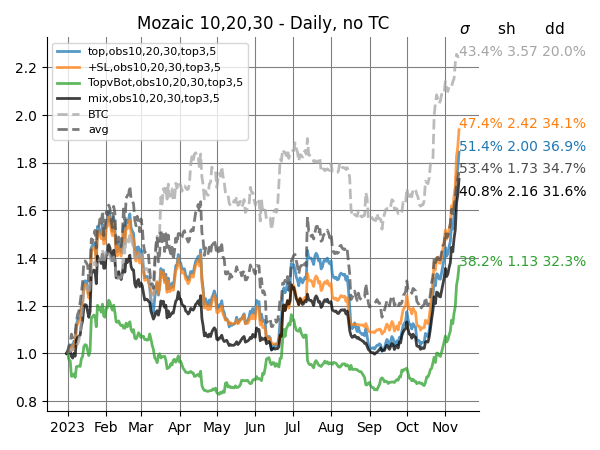 Mozaic 10,20,30 - Daily, no TC
σ sh dd
top,obs10,20,30,top3,5
+SL,obs10,20,30,top3,5
TopvBot,obs10,20,30,top3,5
mix,obs10,20,30,top3,5
BTC
avg
43.4% 3.57 20.0%
47.4% 2.42 34.1%
51.4% 2.00 36.9%
53.4% 1.73 34.7%
40.8% 2.16 31.6%
38.2% 1.13 32.3%
2.2
2.0
1.8
1.6
1.4
1.2
1.0
0.8
2023 Feb Mar Apr May Jun Jul Aug Sep Oct Nov